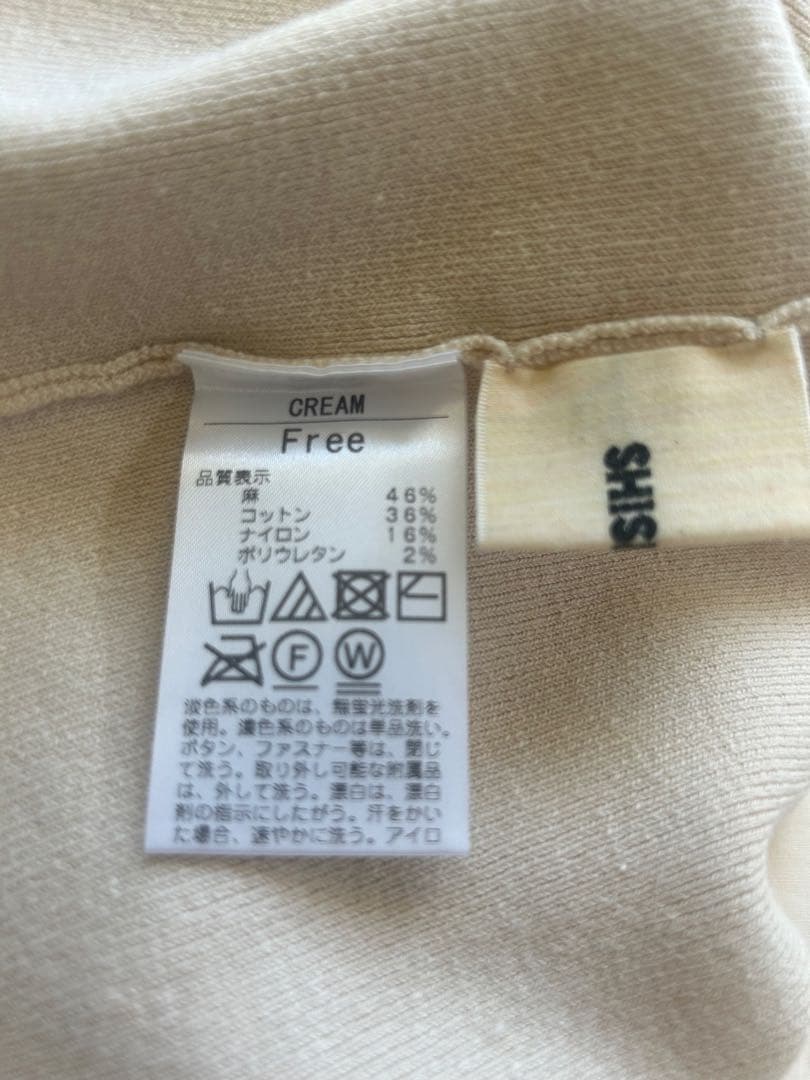 CREAM
Free
品質表示
麻 46%
コットン 36%
ナイロン 16%
ポリウレタン 2%
F W
淡色系のものは、無蛍光洗剤を
使用。濃色系のものは単品洗い。
ボタン、ファスナー等は、閉じ
て洗う。取り外し可能な附属品
は、外して洗う。漂白は、漂白
剤の指示にしたがう。汗をかい
た場合、速やかに洗う。アイロ
SHIS